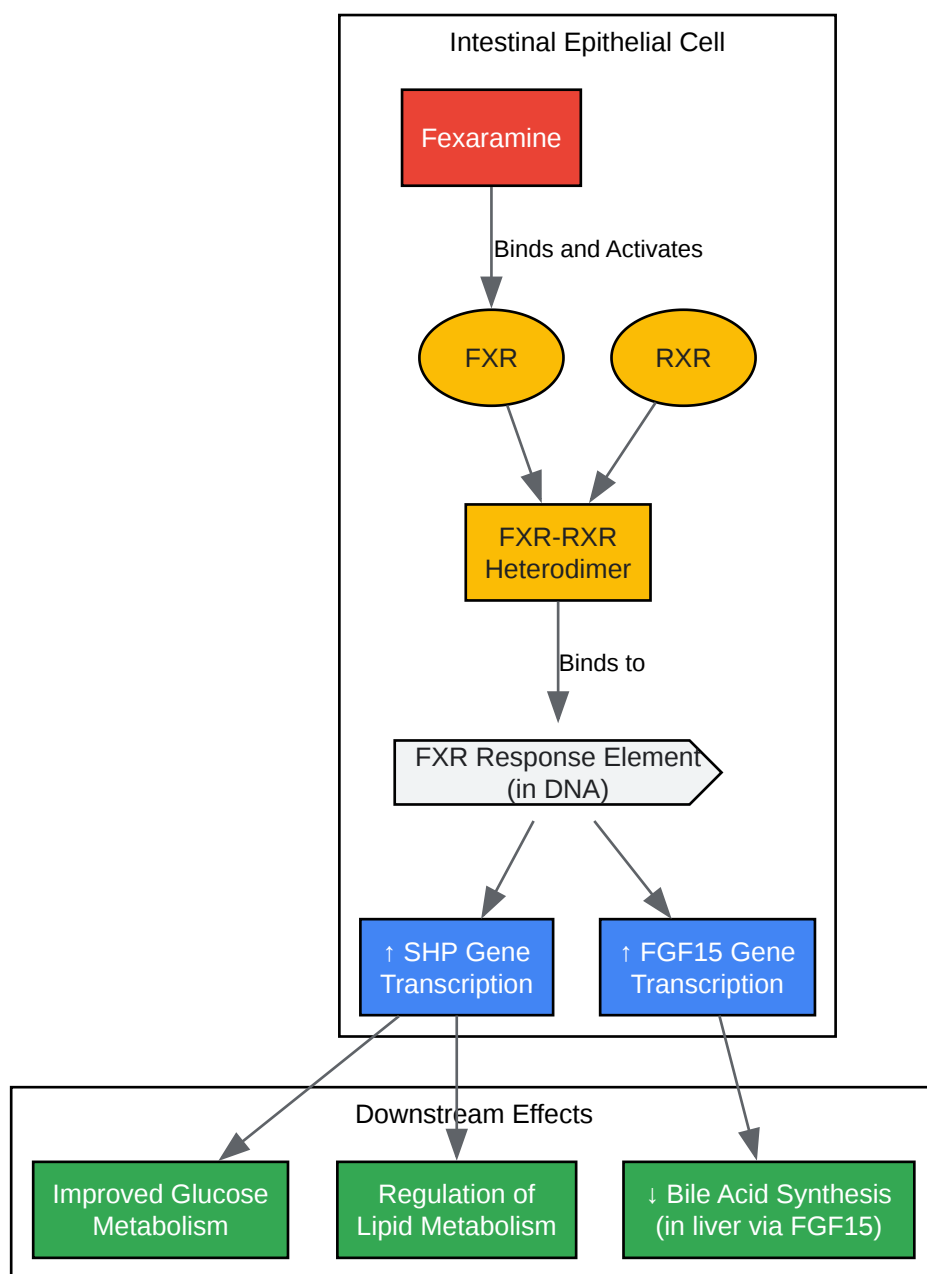 Intestinal Epithelial Cell
Fexaramine
Binds and Activates
FXR
RXR
FXR-RXR
Heterodimer
Binds to
FXR Response Element
(in DNA)
↑ SHP Gene
Transcription
↑ FGF15 Gene
Transcription
Downstream Effects
Improved Glucose
Metabolism
Regulation of
Lipid Metabolism
↓ Bile Acid Synthesis
(in liver via FGF15)